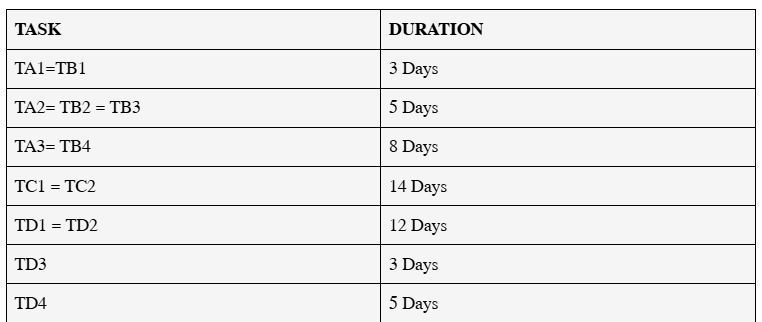 TASK DURATION
TA1=TB1 3 Days
TA2= TB2 = TB3 5 Days
TA3= TB4 8 Days
TC1 = TC2 14 Days
TD1 = TD2 12 Days
TD3 3 Days
TD4 5 Days